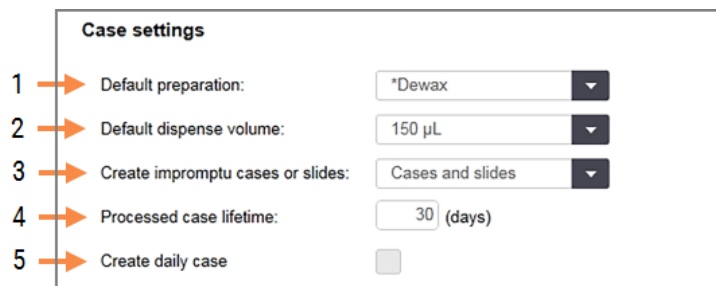 Case settings
1 Default preparation: *Dewax
2 Default dispense volume: 150 µL
3 Create impromptu cases or slides: Cases and slides
4 Processed case lifetime: 30 (days)
5 Create daily case